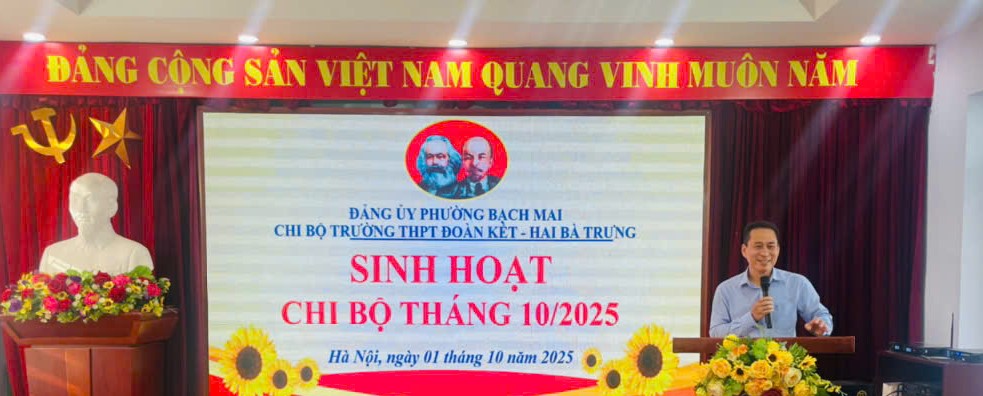 ĐẢNG CỘNG SẢN VIỆT NAM QUANG VINH MUÔN NĂM
ĐẢNG ỦY PHƯỜNG BẠCH MAI
CHI BỘ TRƯỜNG THPT ĐOÀN KẾT - HAI BÀ TRƯNG
SINH HOẠT
CHI BỘ THÁNG 10/2025
Hà Nội, ngày 01 tháng 10 năm 2025